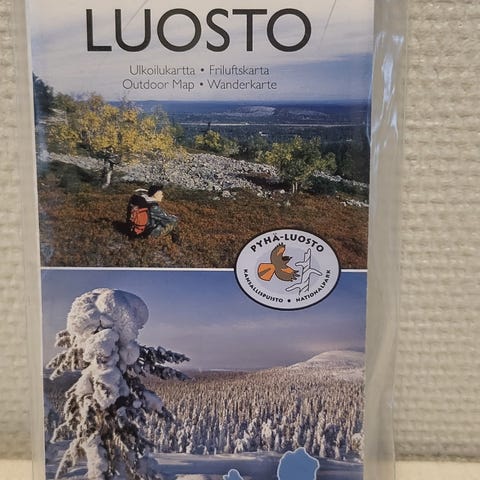 LUOSTO
Ulkoilukartta • Friluftskarta
Outdoor Map • Wanderkarte
PYHÄ-LUOSTO
KANSALLISPUISTO • NATIONALPARK